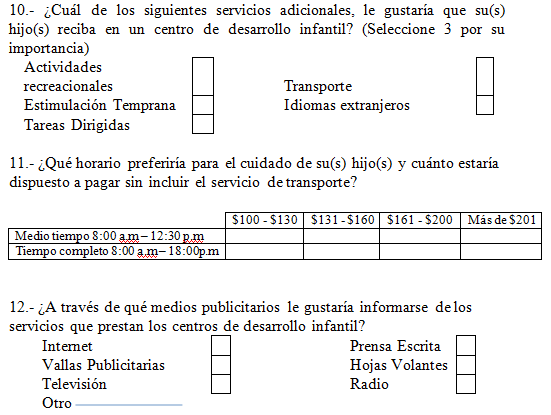 10.- ¿Cuál de los siguientes servicios adicionales, le gustaría que su(s)
hijo(s) reciba en un centro de desarrollo infantil? (Seleccione 3 por su
importancia)
Actividades
recreacionales Transporte
Estimulación Temprana Idiomas extranjeros
Tareas Dirigidas
11.- ¿Qué horario preferiría para el cuidado de su(s) hijo(s) y cuánto estaría
dispuesto a pagar sin incluir el servicio de transporte?
$100 - $130 $131 - $160 $161 - $200 Más de $201
Medio tiempo 8:00 a.m – 12:30 p.m
Tiempo completo 8:00 a.m – 18:00p.m
12.- ¿A través de qué medios publicitarios le gustaría informarse de los
servicios que prestan los centros de desarrollo infantil?
Internet Prensa Escrita
Vallas Publicitarias Hojas Volantes
Televisión Radio
Otro